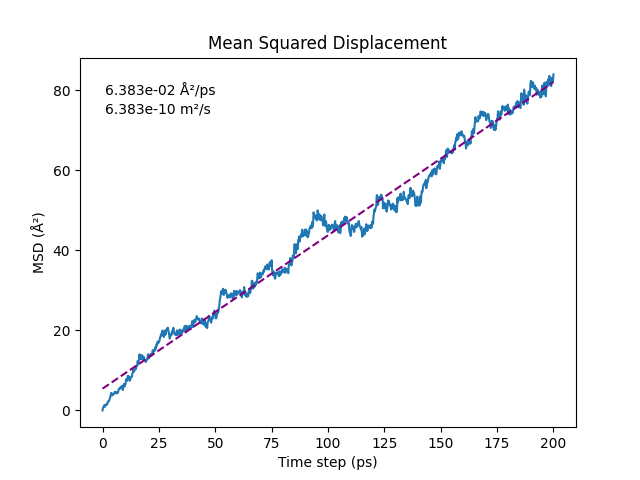 Mean Squared Displacement
6.383e-02 Å²/ps
6.383e-10 m²/s
80
60
40
20
0
MSD (Å²)
0 25 50 75 100 125 150 175 200
Time step (ps)